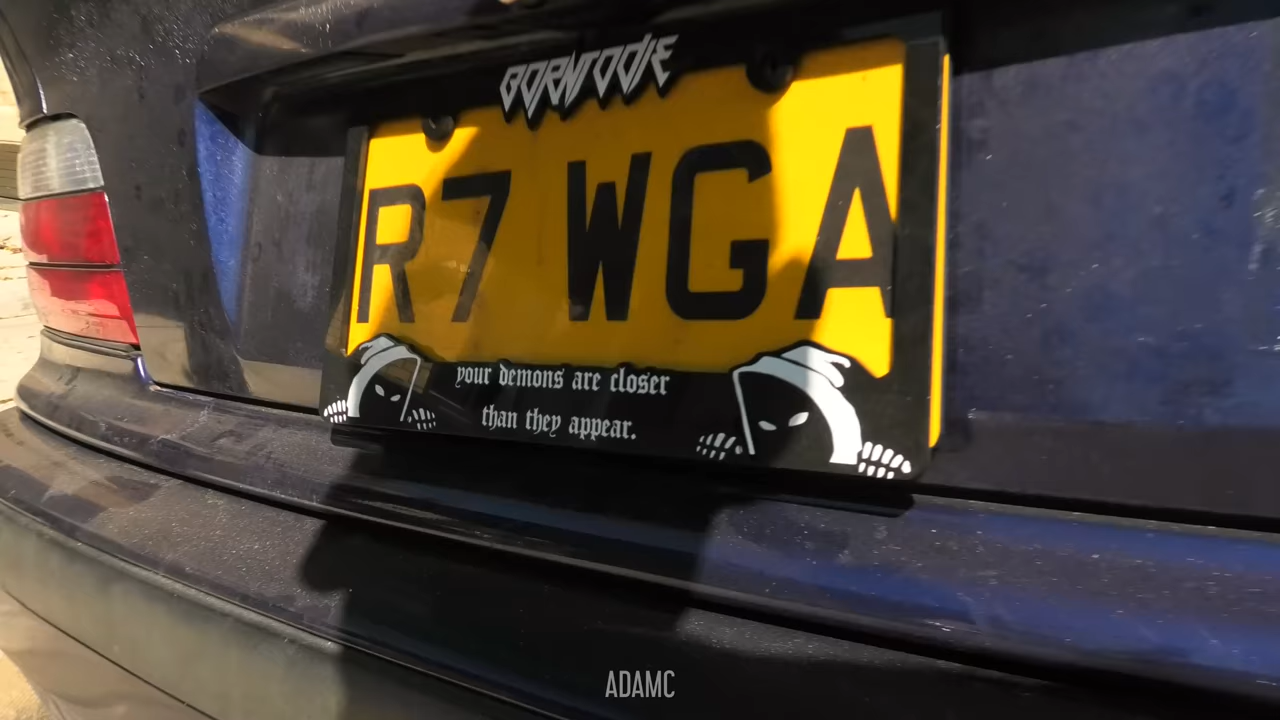 BORNTODIE
R7 WGA
your demons are closer
than they appear.
ADAMC